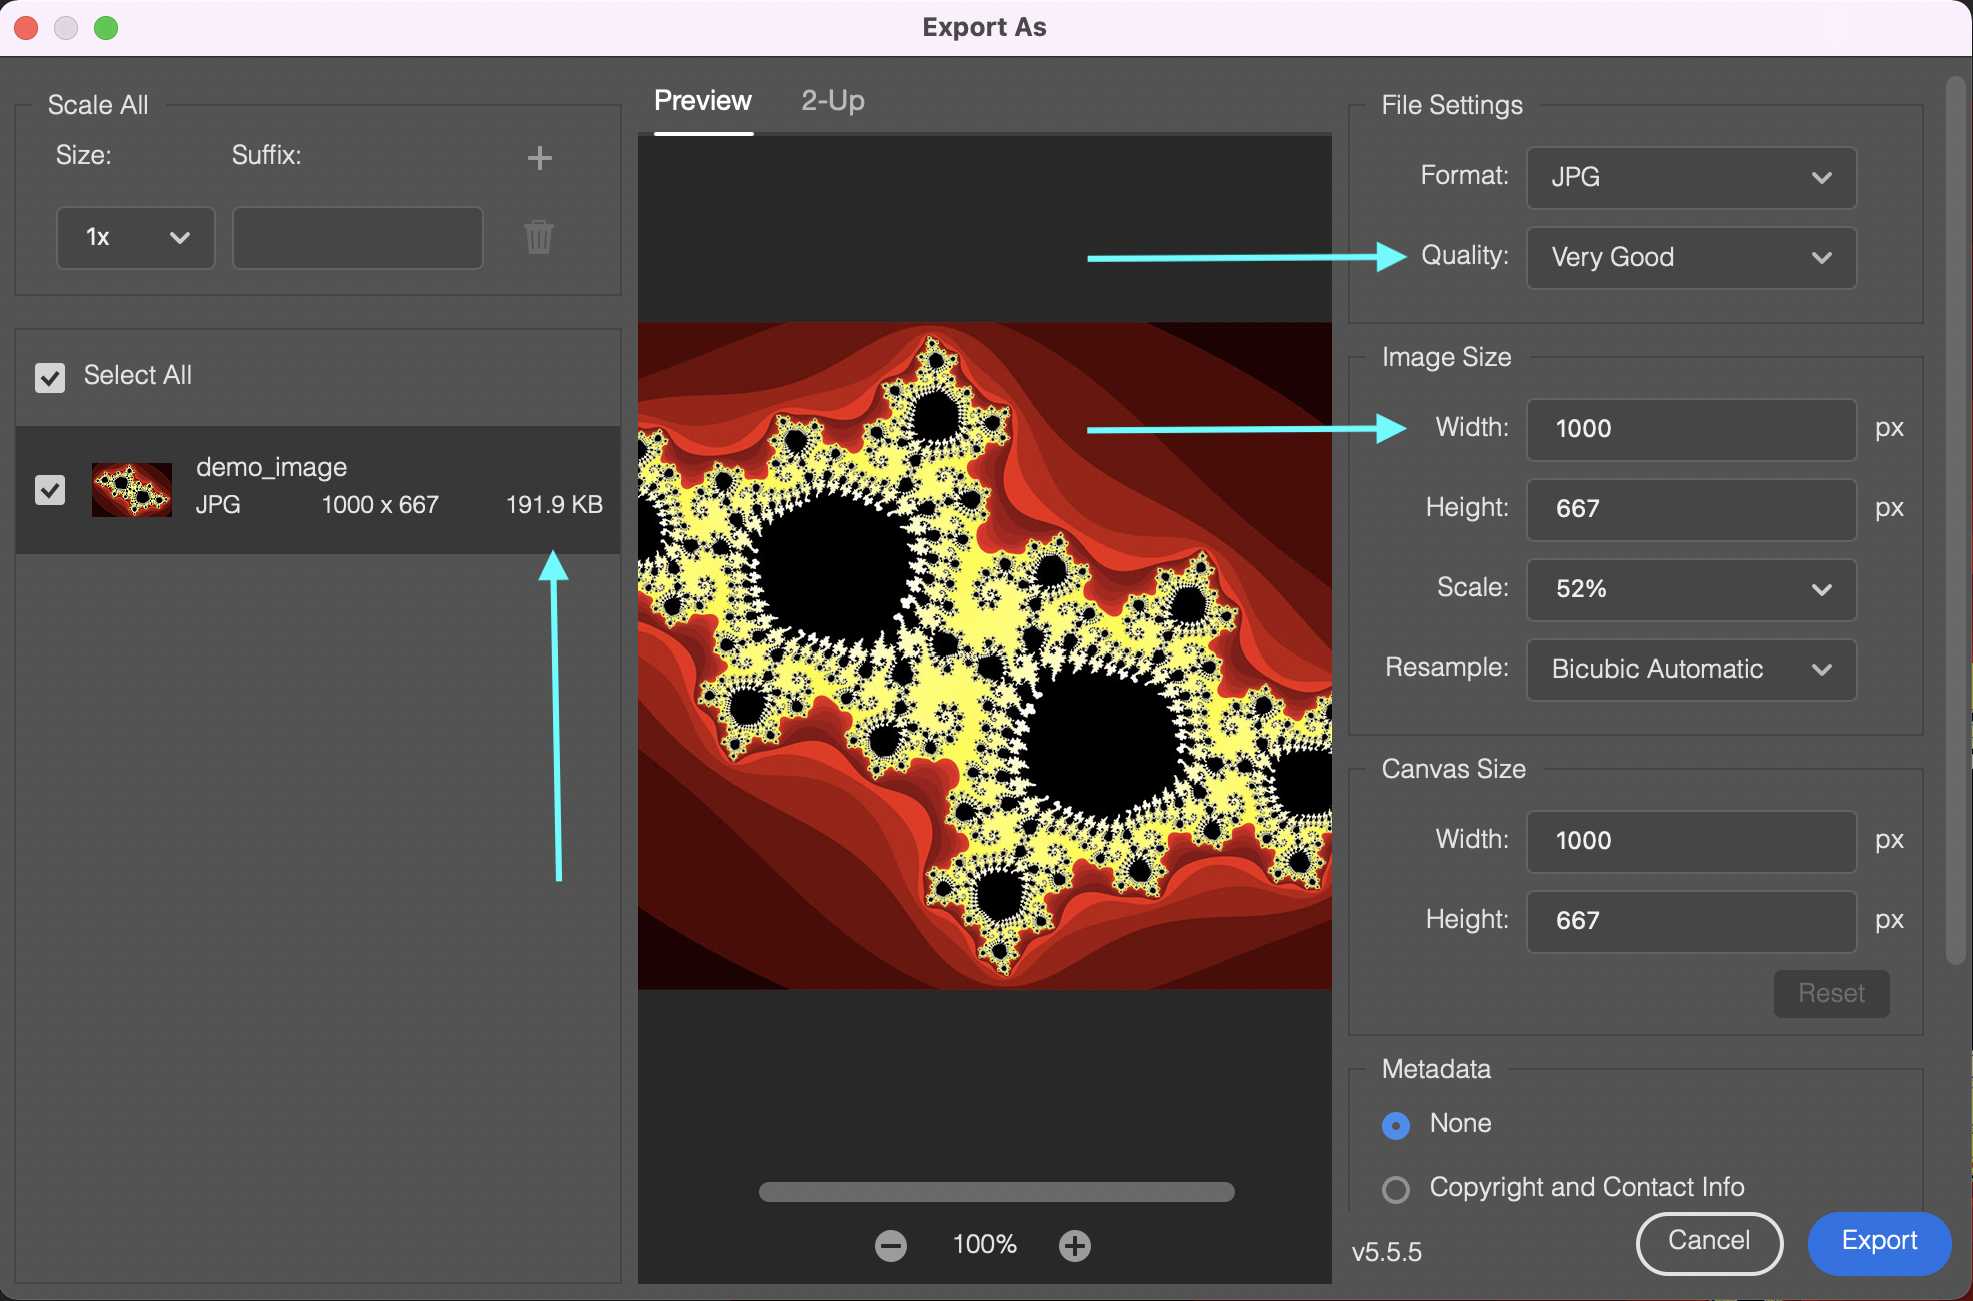 Export As
Scale All
Size:
Suffix:
1x
Select All
demo_image
JPG 1000 x 667 191.9 KB
Preview 2-Up
100%
File Settings
Format: JPG
Quality: Very Good
Image Size
Width: 1000 px
Height: 667 px
Scale: 52%
Resample: Bicubic Automatic
Canvas Size
Width: 1000 px
Height: 667 px
Reset
Metadata
None
Copyright and Contact Info
v5.5.5
Cancel
Export